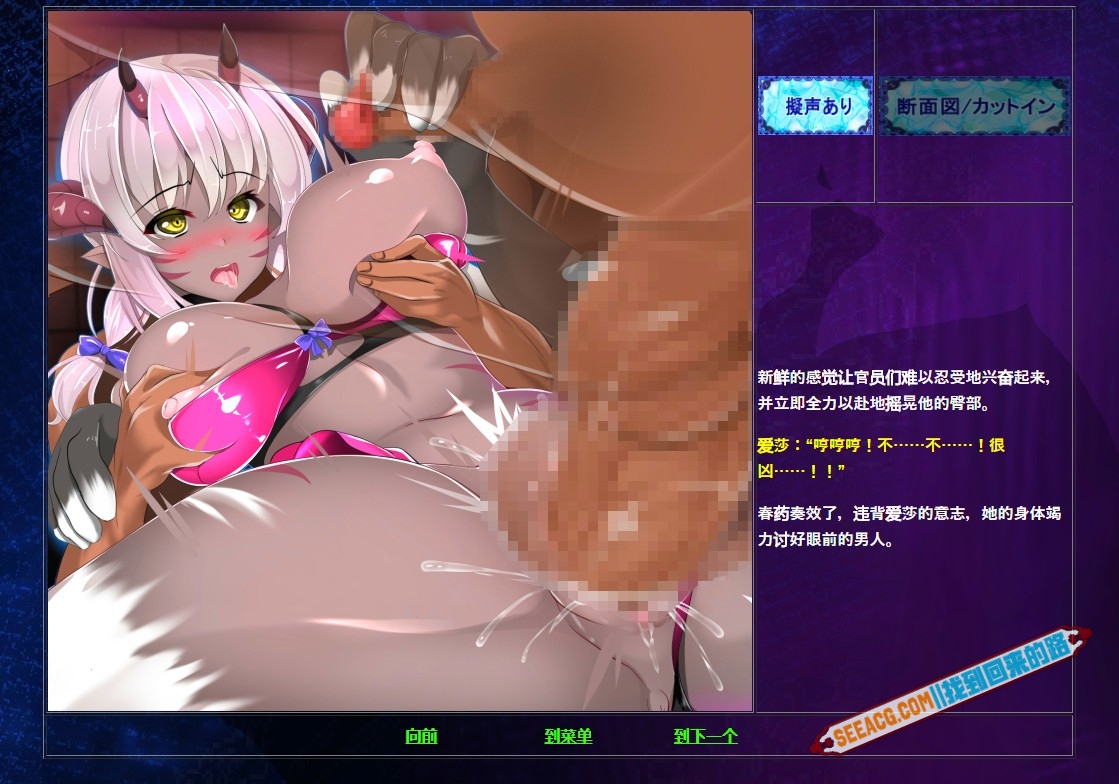 擬声あり
断面図/カットイン
新鲜的感觉让官员们难以忍受地兴奋起来，
并立即全力以赴地摇晃他的臀部。
爱莎：“哼哼哼！不……不……！很
凶……！！”
春药奏效了，违背爱莎的意志，她的身体竭
力讨好眼前的男人。
向前
到菜单
到下一个
SEEACG.COM||找到回来的路